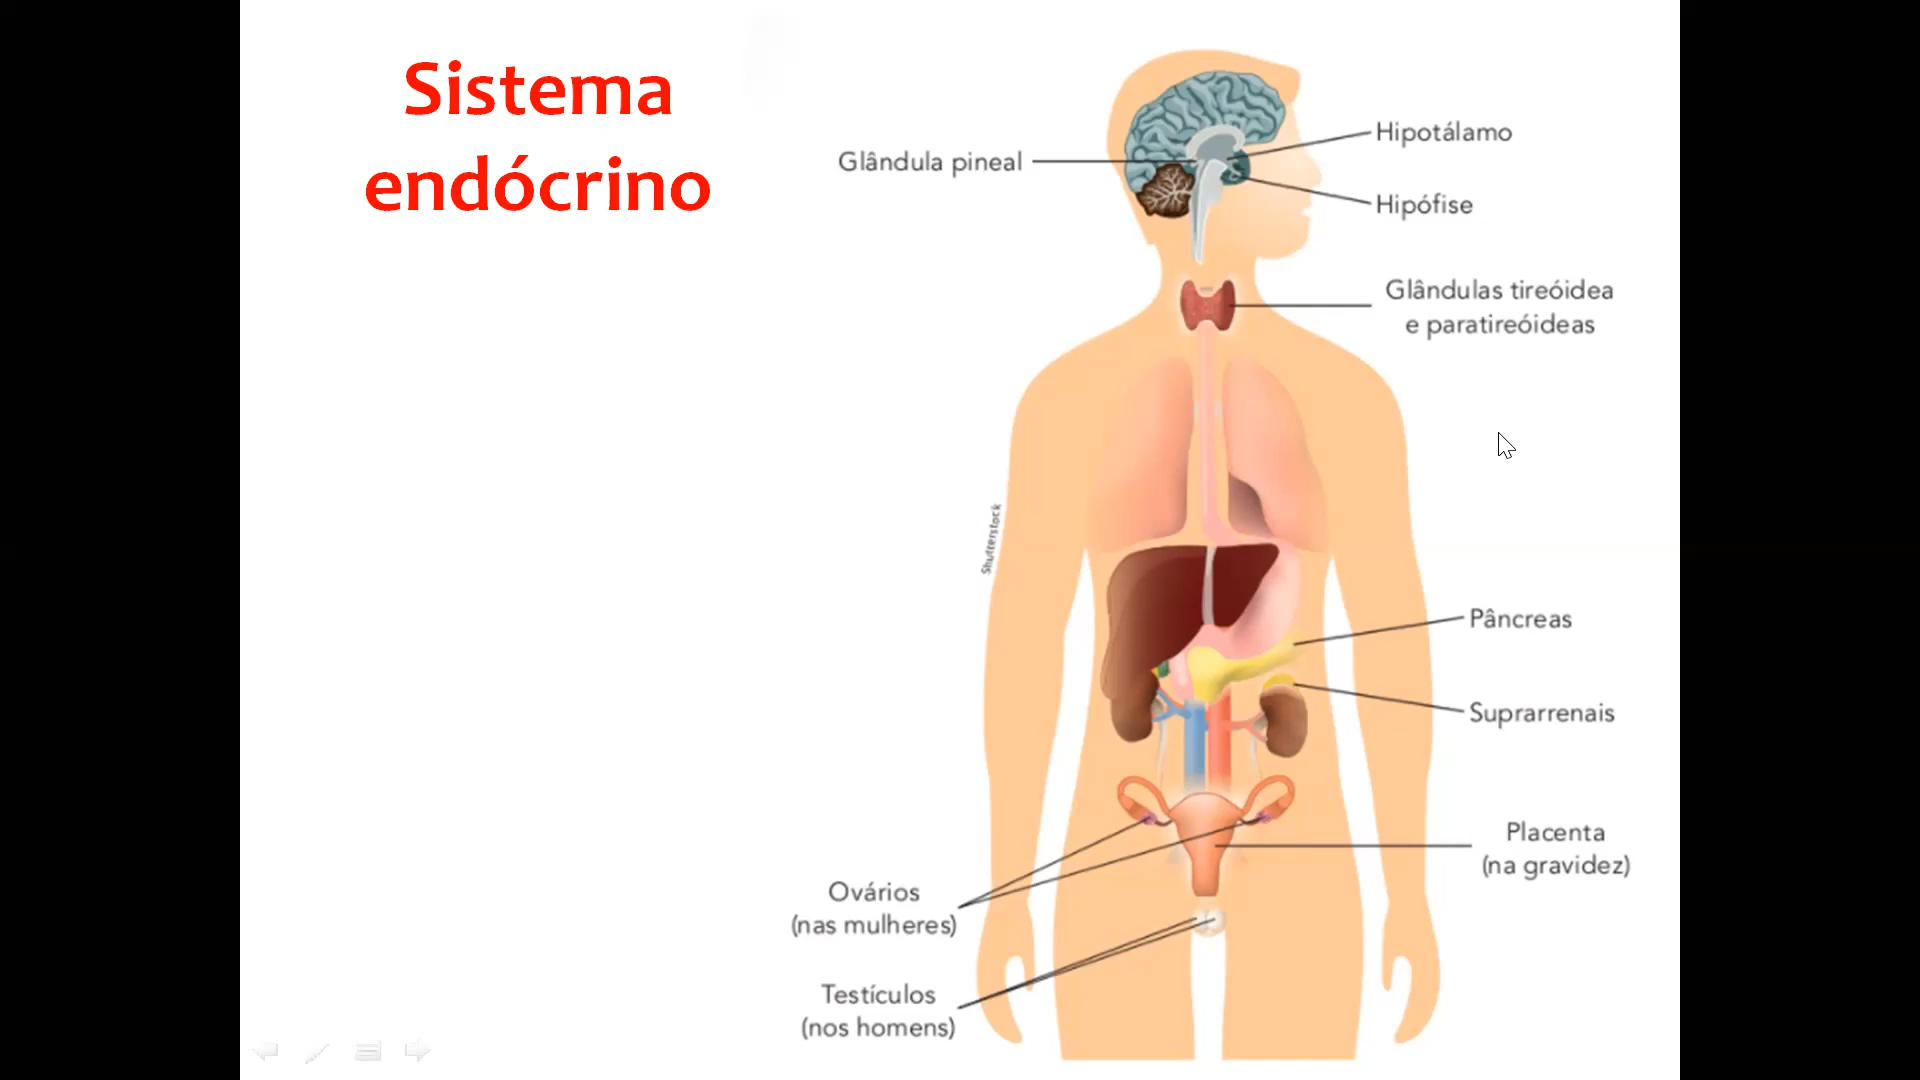 Sistema
endócrino
Glândula pineal
Hipotálamo
Hipófise
Glândulas tireóidea
e paratireóideas
Shutterstock
Pâncreas
Suprarrenais
Placenta
(na gravidez)
Ovários
(nas mulheres)
Testículos
(nos homens)